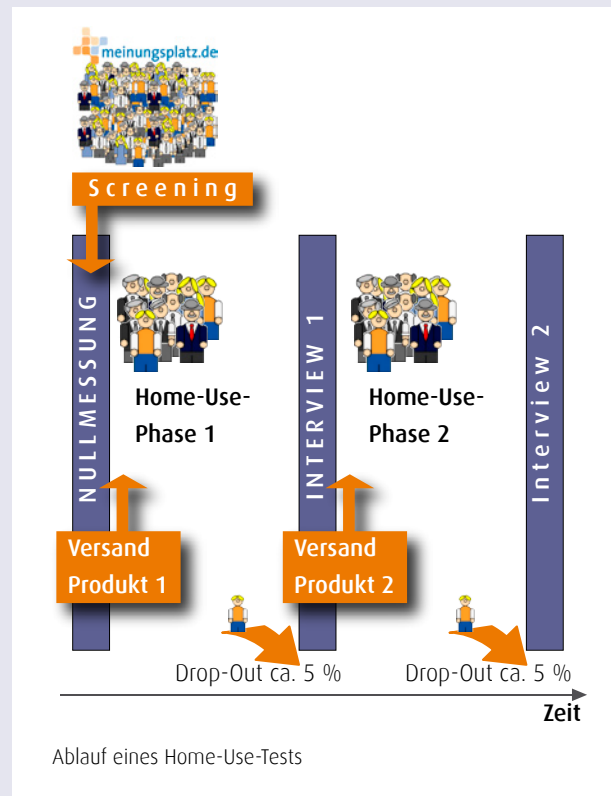 meinungsplatz.de
Screening
NULLMESSUNG
Home-Use-
Phase 1
Versand
Produkt 1
INTERVIEW 1
Home-Use-
Phase 2
Versand
Produkt 2
Interview 2
Drop-Out ca. 5 %
Drop-Out ca. 5 %
Zeit
Ablauf eines Home-Use-Tests